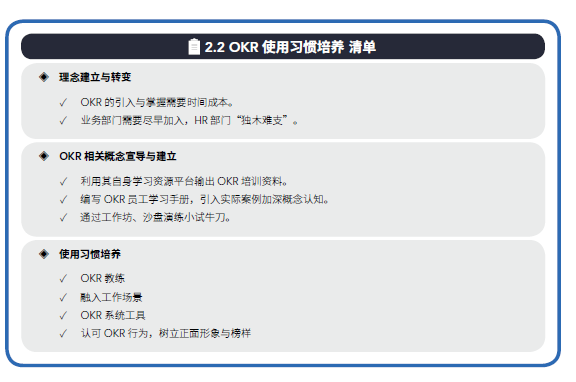 2.2 OKR 使用习惯培养 清单
◈ 理念建立与转变
✓ OKR 的引入与掌握需要时间成本。
✓ 业务部门需要尽早加入，HR 部门“独木难支”。
◈ OKR 相关概念宣导与建立
✓ 利用其自身学习资源平台输出 OKR 培训资料。
✓ 编写 OKR 员工学习手册，引入实际案例加深概念认知。
✓ 通过工作坊、沙盘演练小试牛刀。
◈ 使用习惯培养
✓ OKR 教练
✓ 融入工作场景
✓ OKR 系统工具
✓ 认可 OKR 行为，树立正面形象与榜样